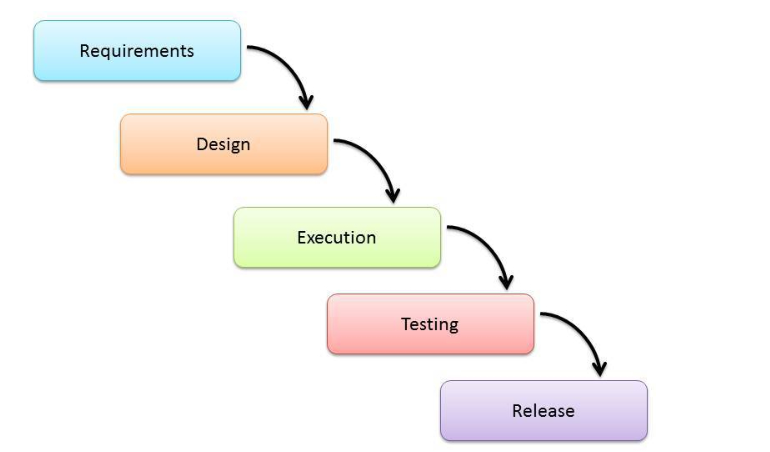 Requirements
Design
Execution
Testing
Release